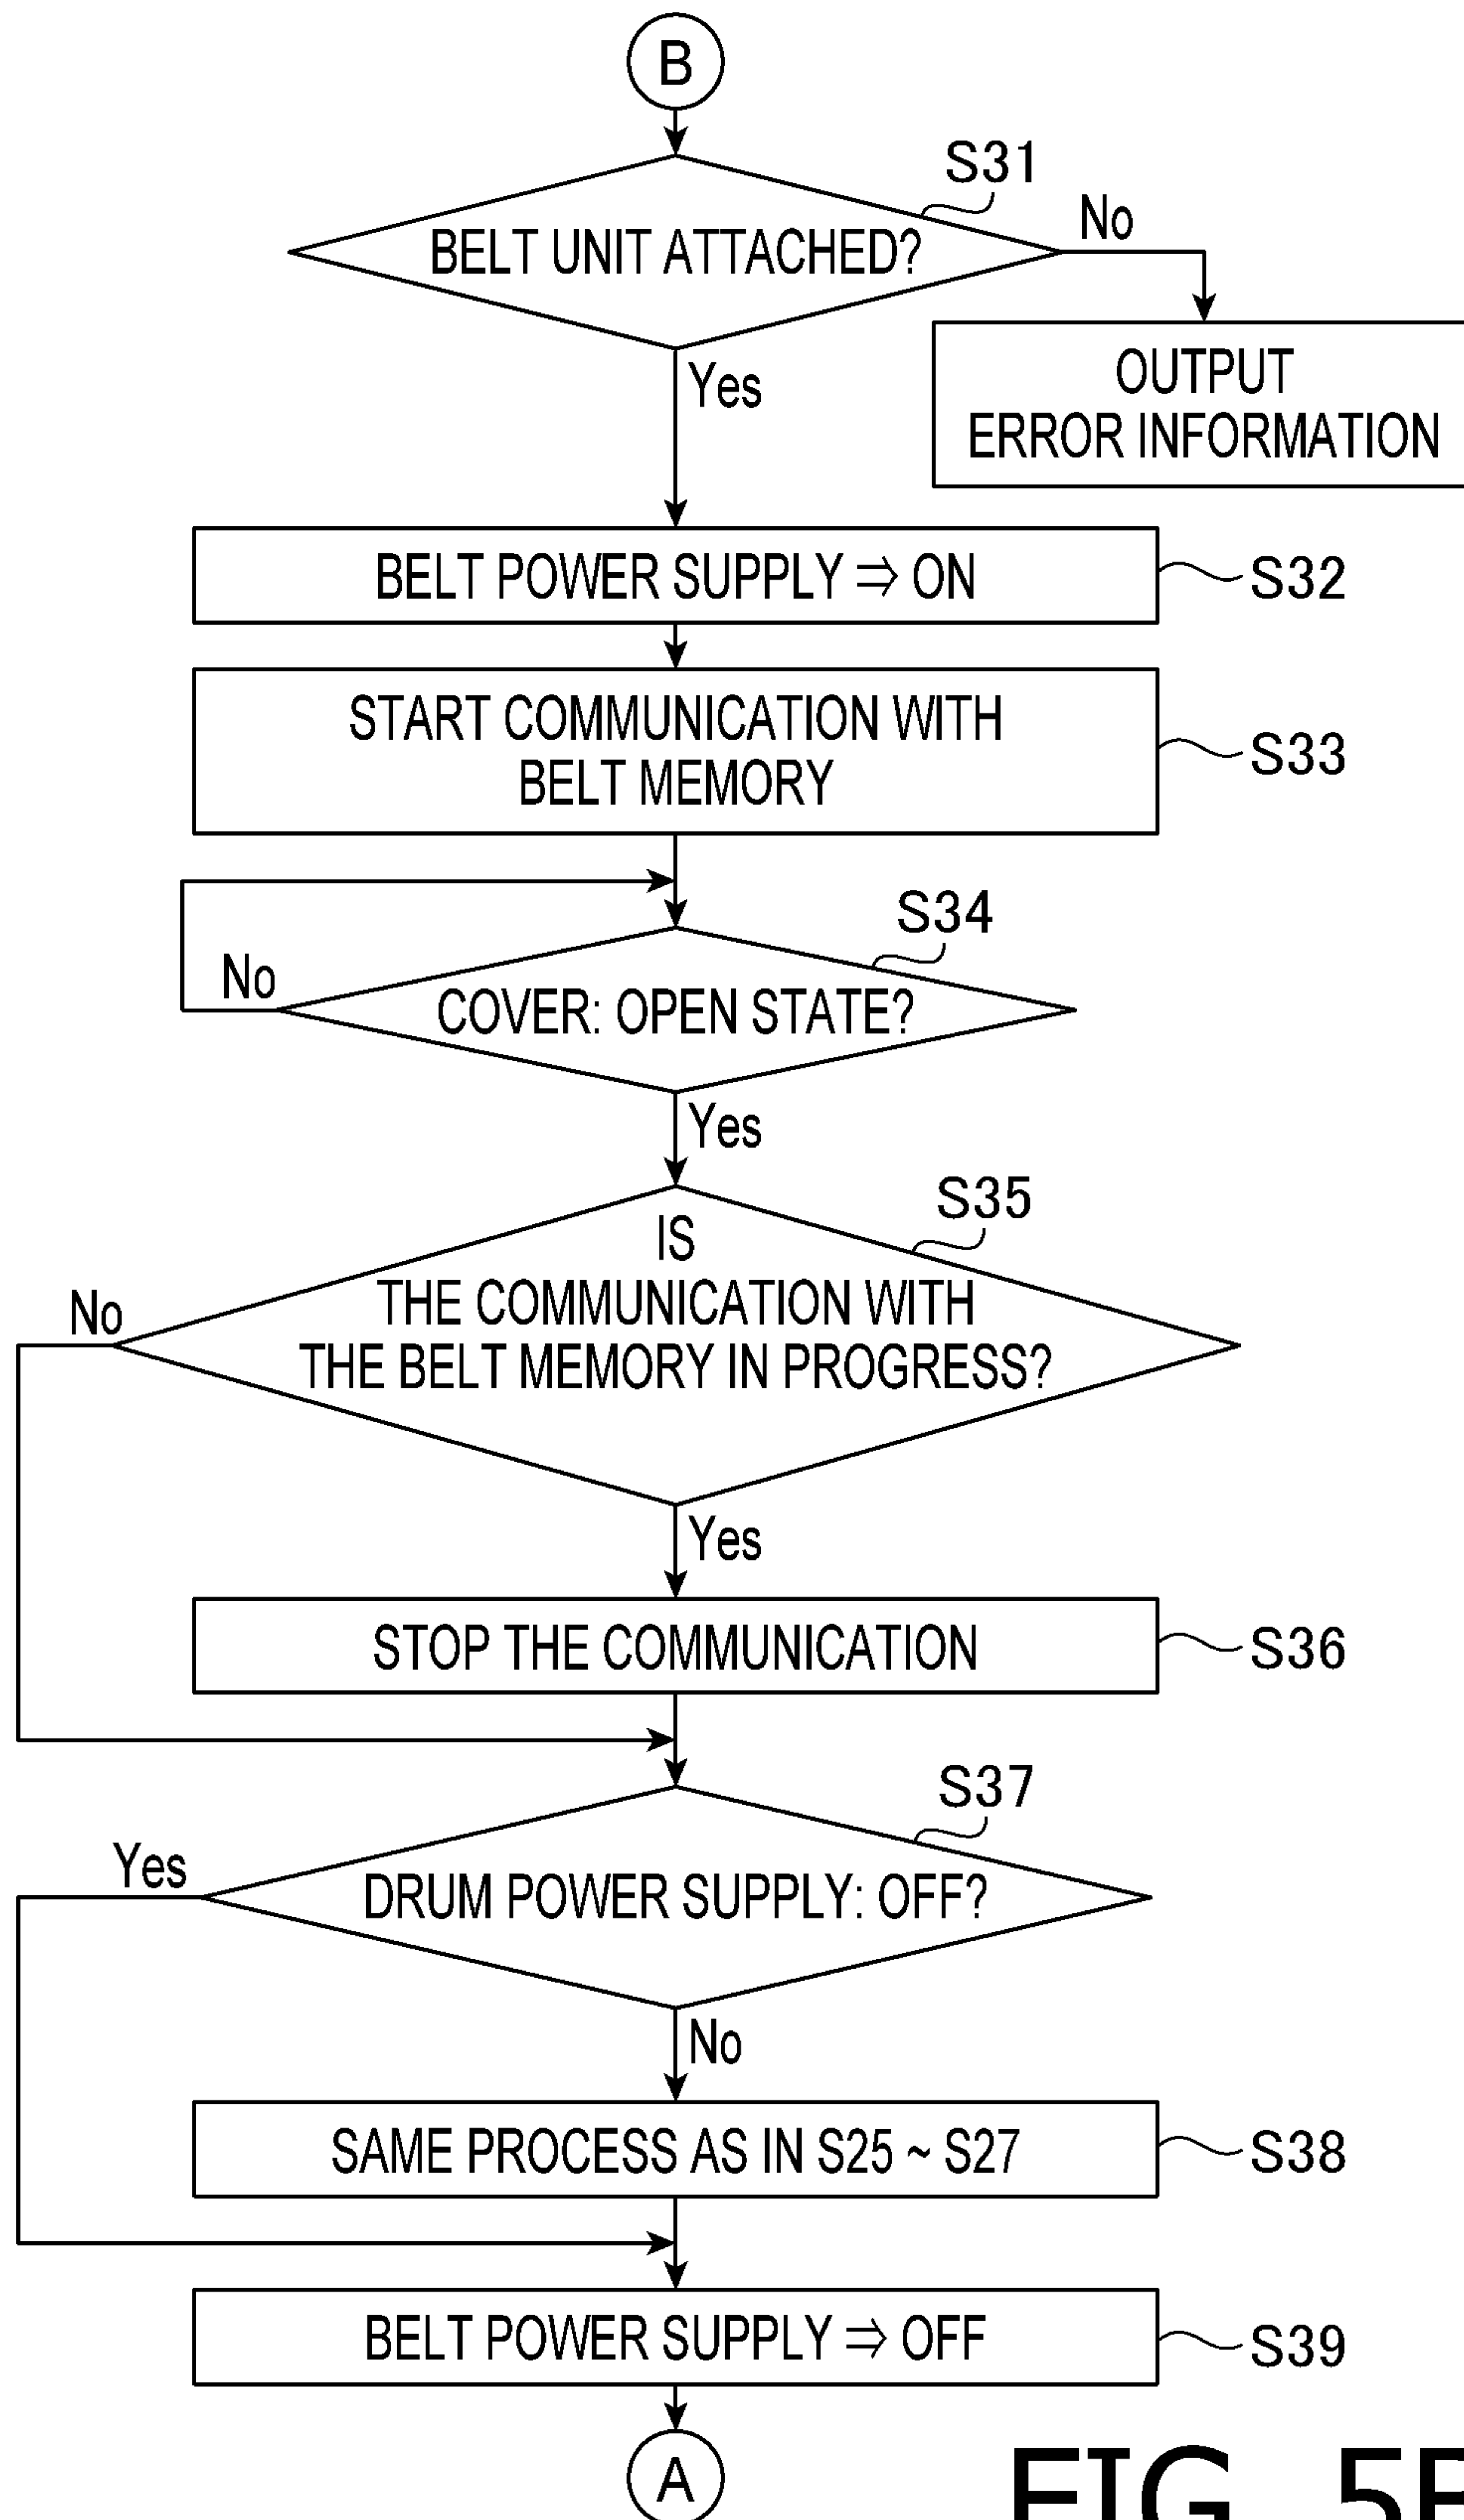 B
S31
BELT UNIT ATTACHED?
No
OUTPUT
ERROR INFORMATION
Yes
BELT POWER SUPPLY ⇒ ON
S32
START COMMUNICATION WITH
BELT MEMORY
S33
S34
No
COVER: OPEN STATE?
Yes
S35
IS
THE COMMUNICATION WITH
THE BELT MEMORY IN PROGRESS?
No
Yes
STOP THE COMMUNICATION
S36
S37
Yes
DRUM POWER SUPPLY: OFF?
No
SAME PROCESS AS IN S25 ~ S27
S38
BELT POWER SUPPLY ⇒ OFF
S39
A
FIG.